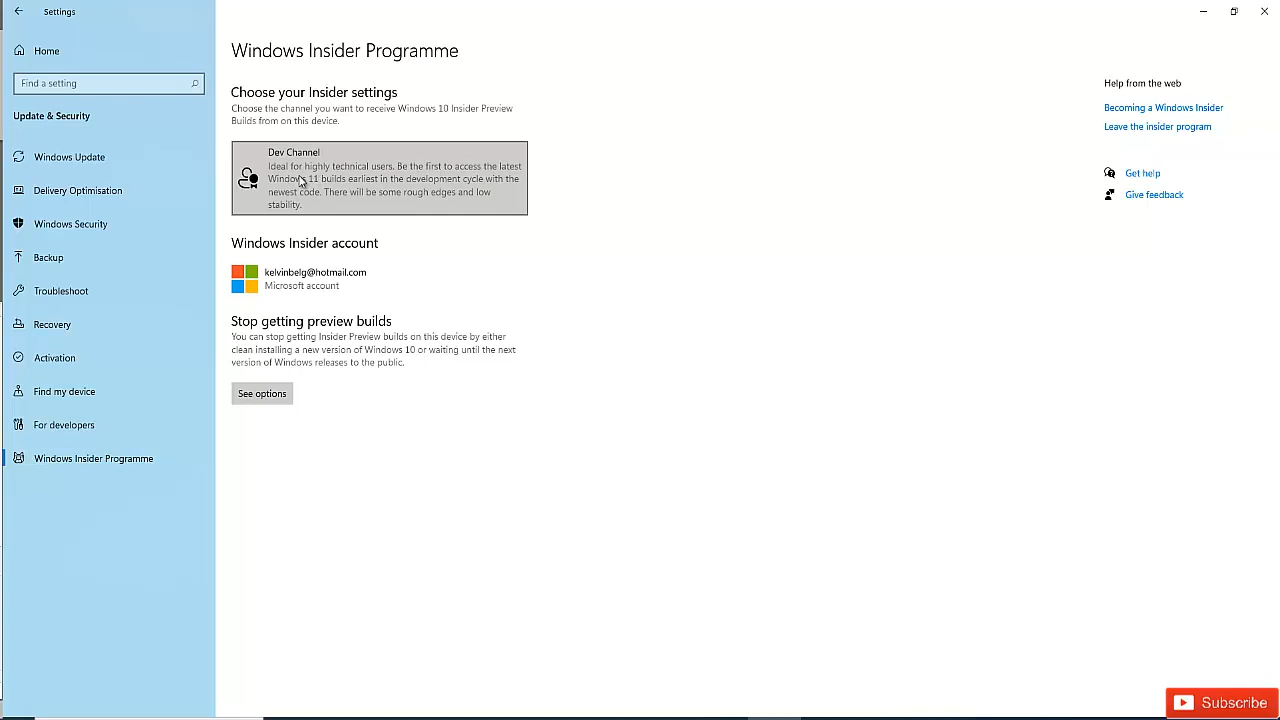 Settings
Home
Find a setting
Update & Security
Windows Update
Delivery Optimisation
Windows Security
Backup
Troubleshoot
Recovery
Activation
Find my device
For developers
Windows Insider Programme
Windows Insider Programme
Choose your Insider settings
Choose the channel you want to receive Windows 10 Insider Preview
Builds from on this device.
Dev Channel
Ideal for highly technical users. Be the first to access the latest
Windows 11 builds earliest in the development cycle with the
newest code. There will be some rough edges and low
stability.
Windows Insider account
kelvinbelg@hotmail.com
Microsoft account
Stop getting preview builds
You can stop getting Insider Preview builds on this device by either
clean installing a new version of Windows 10 or waiting until the next
version of Windows releases to the public.
See options
Help from the web
Becoming a Windows Insider
Leave the insider program
Get help
Give feedback
Subscribe